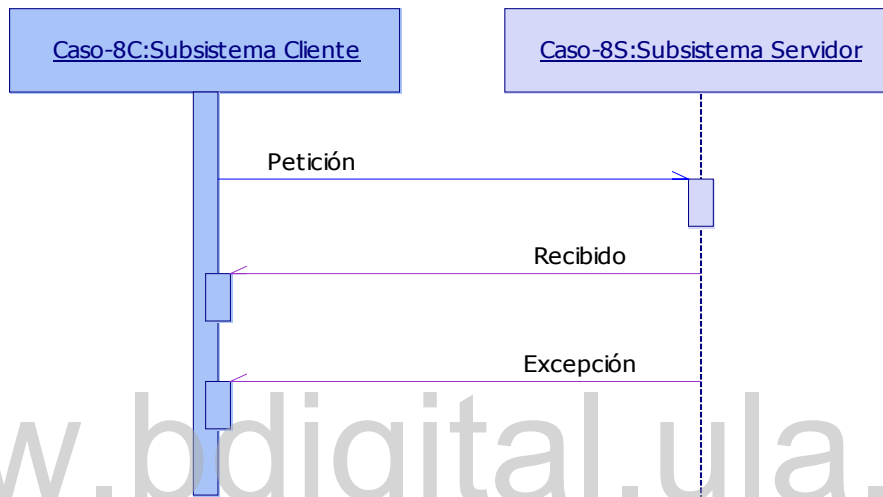 Caso-8C:Subsistema Cliente
Caso-8S:Subsistema Servidor
Petición
Recibido
Excepción
w.bdigital.ula.